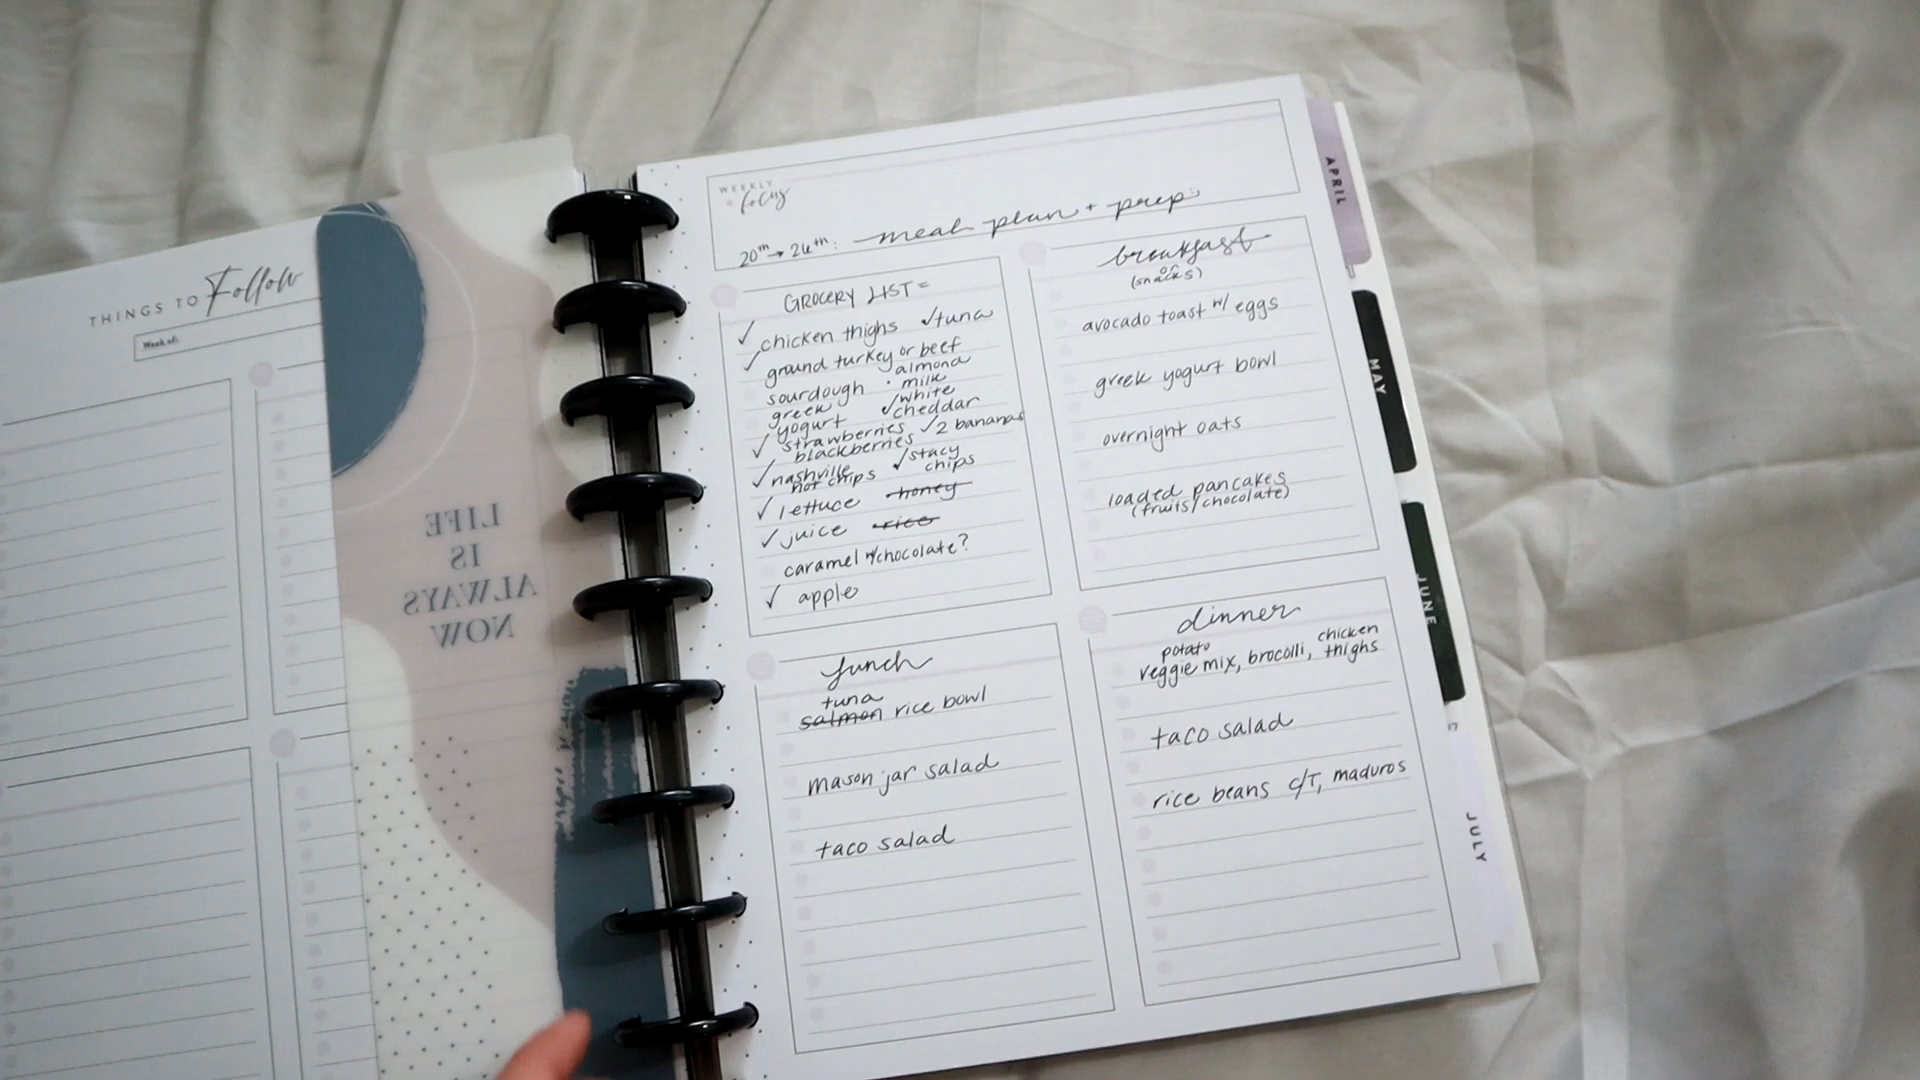 THINGS TO Follow
Week of:
LIFE
IS
ALWAYS
NOW
WEEKLY
focus
20th → 26th: meal plan + prep:
GROCERY LIST =
✓ chicken thighs ✓tuna
✓ ground turkey or beef
sourdough · almond milk
greek yogurt ✓white cheddar
✓ strawberries ✓2 bananas
blackberries
✓ nashville hot chips ✓stacy chips
✓ lettuce honey
✓ juice rice
caramel w/chocolate?
✓ apple
breakfast
(snacks)
avocado toast w/ eggs
greek yogurt bowl
overnight oats
loaded pancakes
(fruits/chocolate)
lunch
tuna
salmon rice bowl
mason jar salad
taco salad
dinner
potato chicken
veggie mix, brocolli, thighs
taco salad
rice beans c/T, maduros
APRIL
MAY
JUNE
JULY